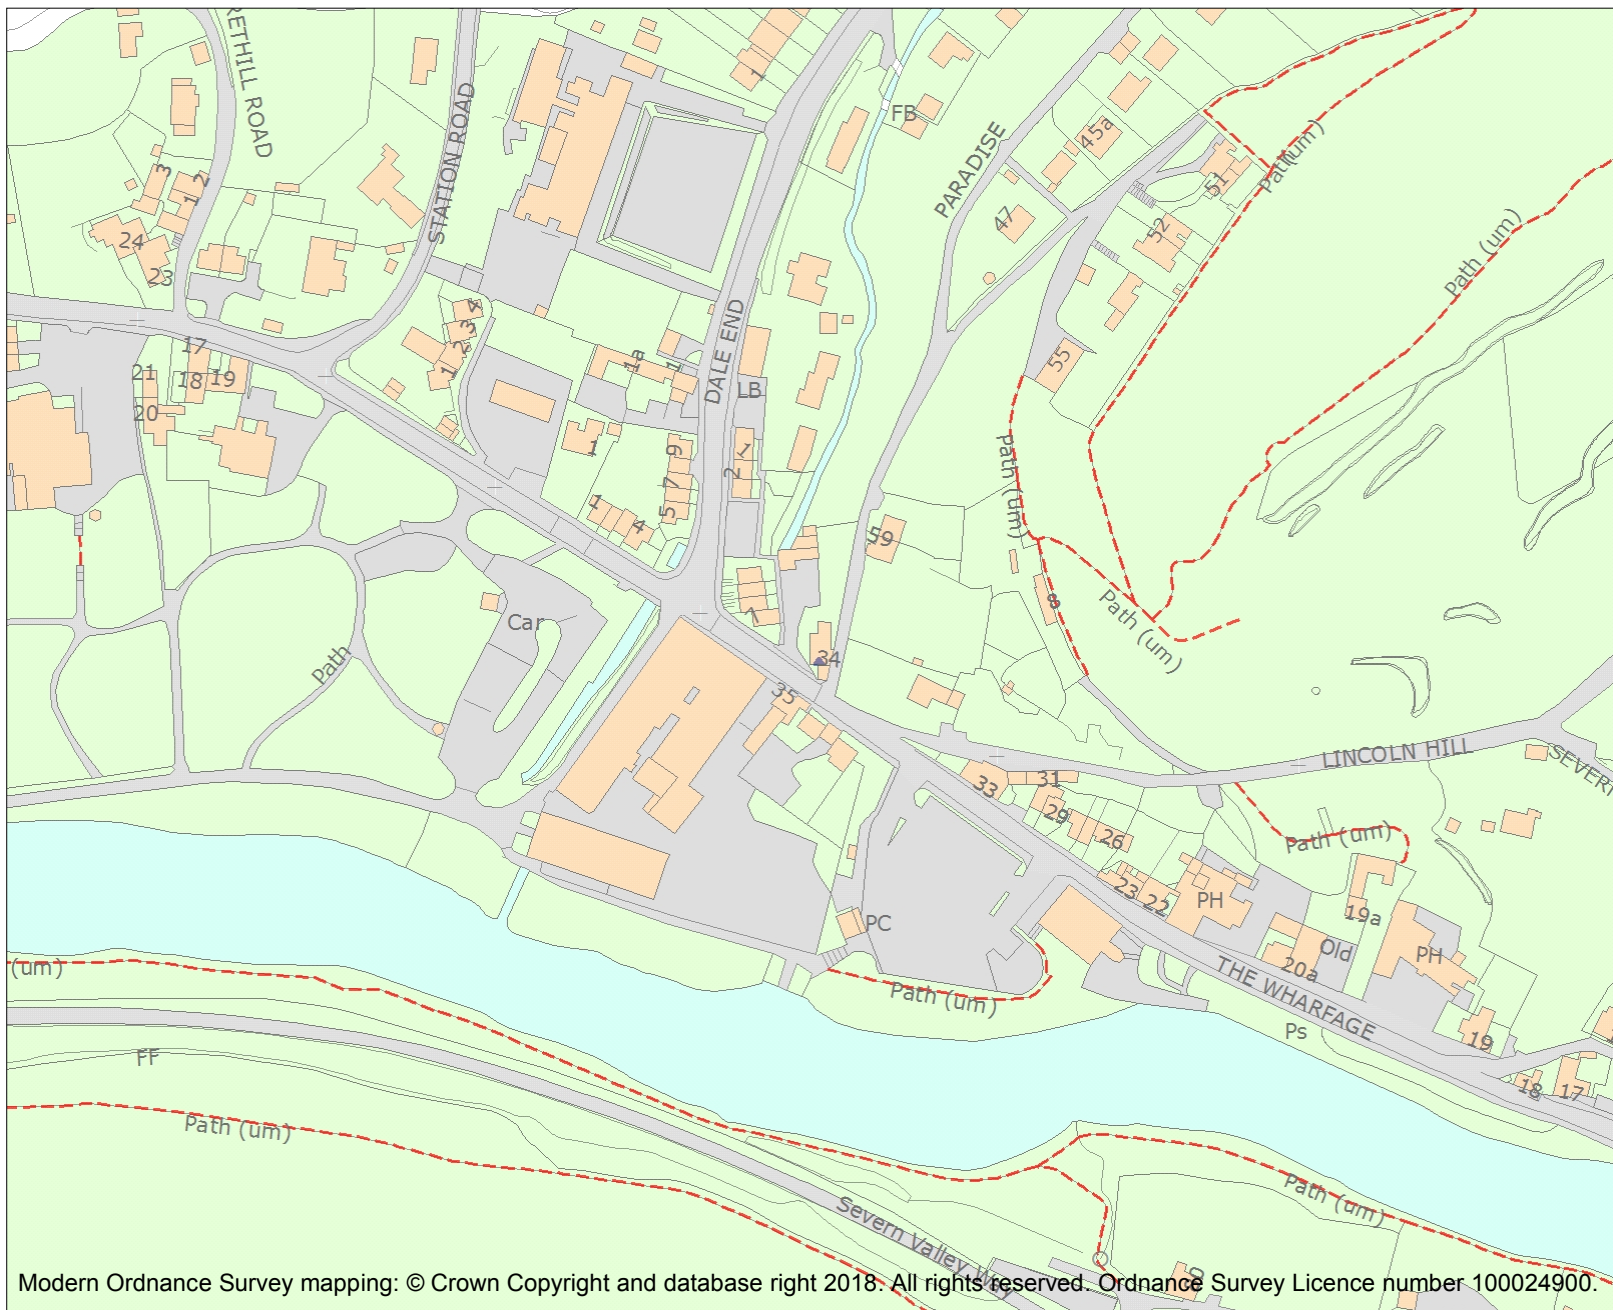 RETHILL ROAD
STATION ROAD
1
FB
PARADISE
45a
Path(um)
51
3
1 2
24
23
47
52
Path (um)
4
3
2
1
DALE END
1a
1
LB
55
17
18
19
21
20
1
9
7
5
1
2
1
4
59
Path (um)
8
Path (um)
Car
7
34
Path
35
LINCOLN HILL
SEVERN
33
31
29
26
Path (um)
23
22
PH
19a
Old
20a
PH
PC
(um)
Path (um)
THE WHARFAGE
Ps
19
18
17
FF
Path (um)
Path (um)
Severn Valley Way
Modern Ordnance Survey mapping: © Crown Copyright and database right 2018. All rights reserved. Ordnance Survey Licence number 100024900.